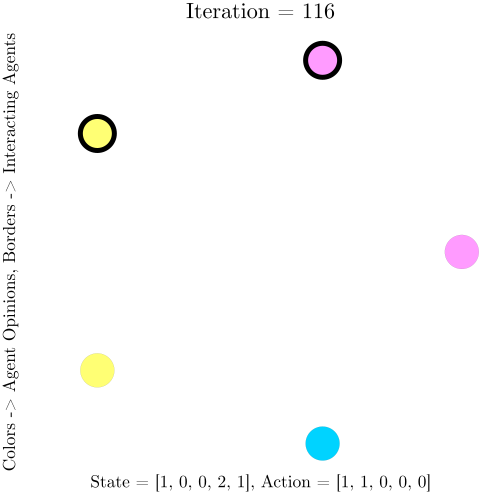 Iteration = 116
Colors -> Agent Opinions, Borders -> Interacting Agents
State = [1, 0, 0, 2, 1], Action = [1, 1, 0, 0, 0]